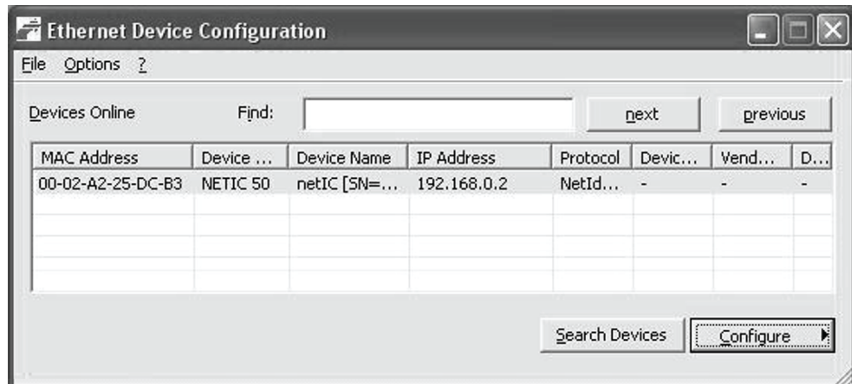 Ethernet Device Configuration
File Options ?
Devices Online Find: next previous
MAC Address Device ... Device Name IP Address Protocol Devic... Vend... D...
00-02-A2-25-DC-B3 NETIC 50 netIC [SN=... 192.168.0.2 NetId... - - -
Search Devices Configure